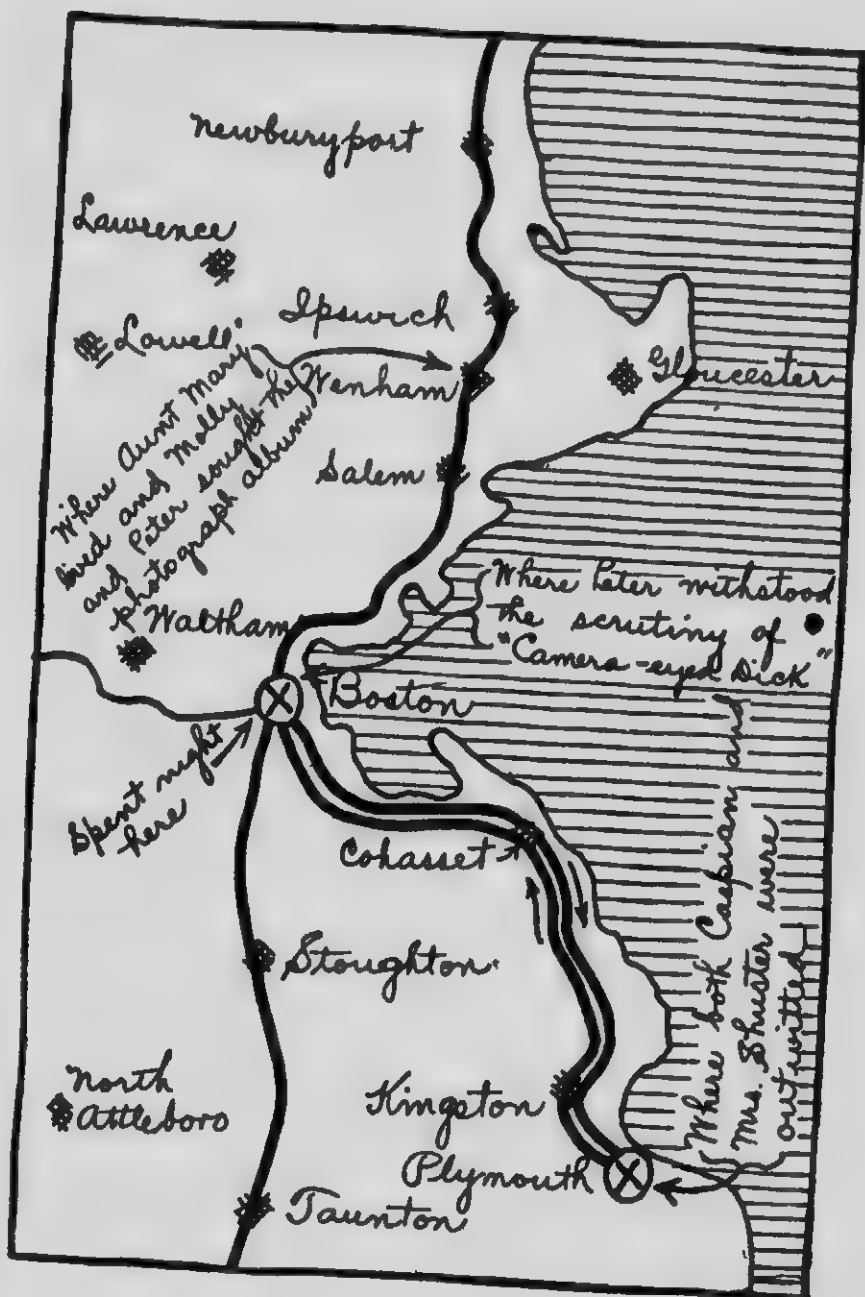 Newburyport
Lawrence
Ipswich
Lowell
Wenham
Gloucester
Where Aunt Mary
lived and Molly
and Peter sought the
photograph album
Salem
Where Peter withstood
the scrutiny of
"Camera-eyed Dick"
Waltham
Boston
Spent night
here
Cohasset
Where both Caspian and
Mrs. Shuster were
outwitted
Stoughton
North
Attleboro
Kingston
Plymouth
Taunton